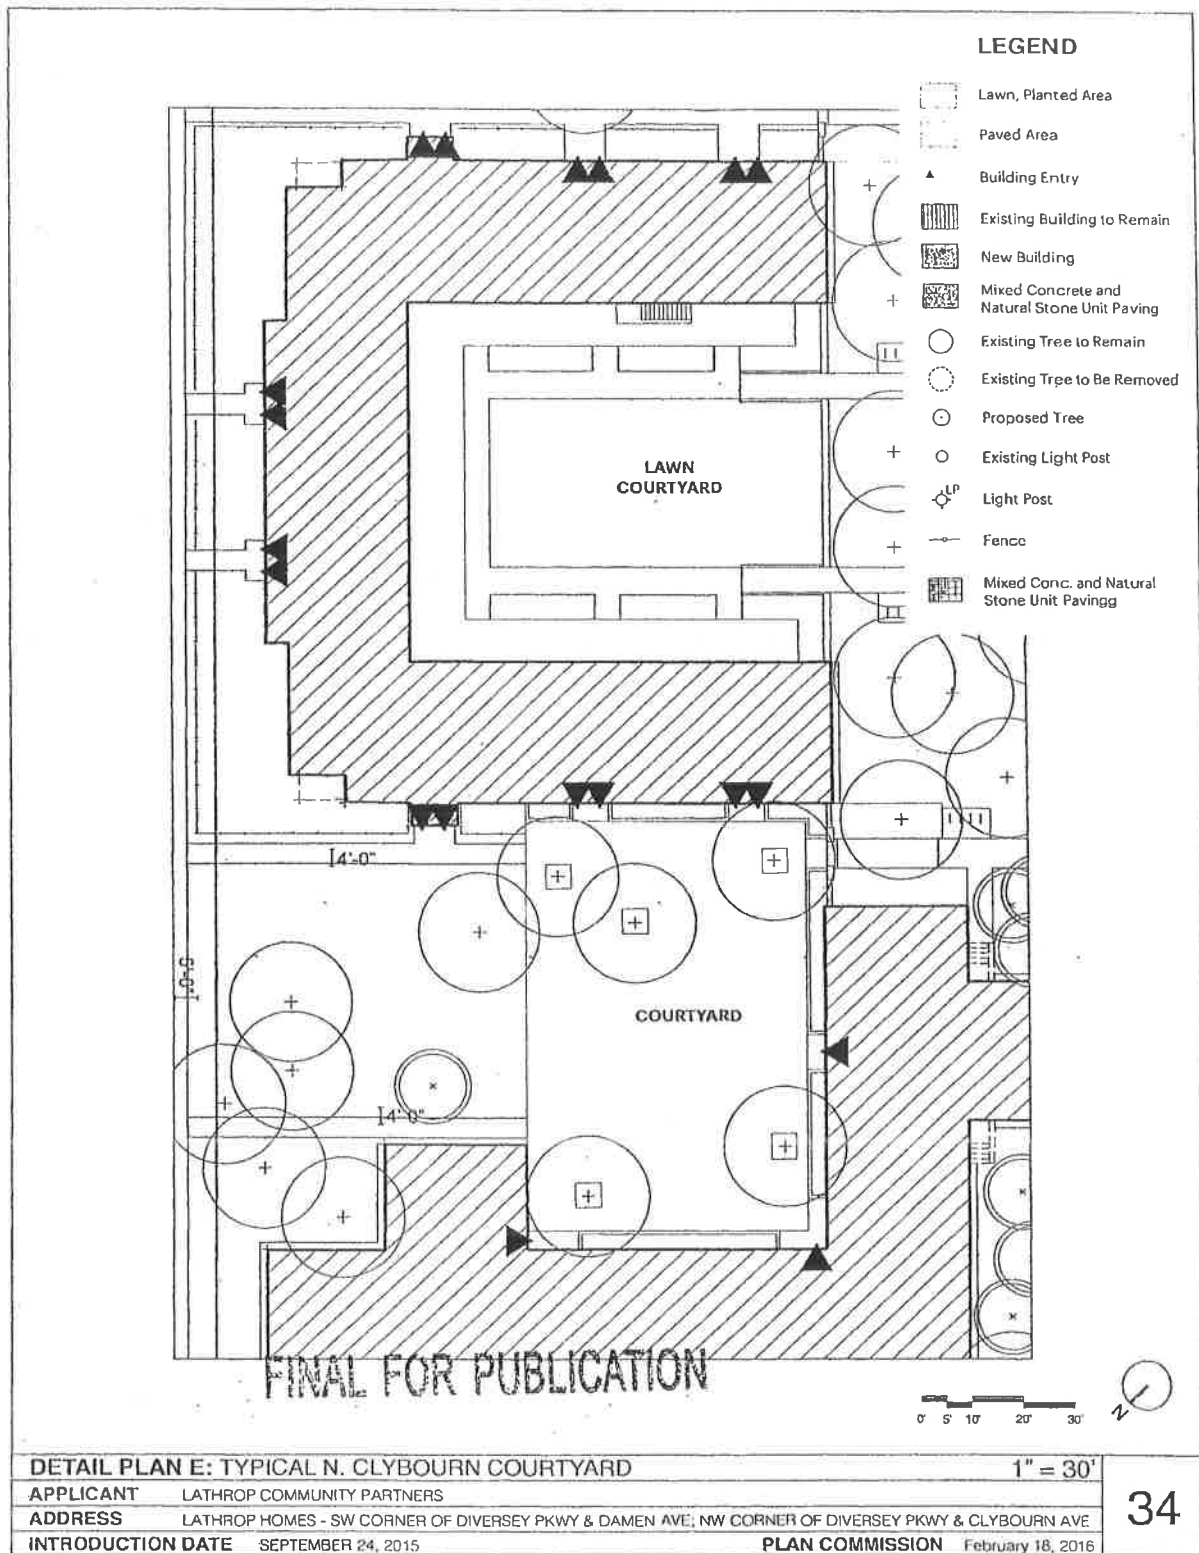 LEGEND
Lawn, Planted Area
Paved Area
Building Entry
Existing Building to Remain
New Building
Mixed Concrete and
Natural Stone Unit Paving
Existing Tree to Remain
Existing Tree to Be Removed
Proposed Tree
Existing Light Post
LP
Light Post
Fence
Mixed Conc. and Natural
Stone Unit Pavingg
LAWN
COURTYARD
4'-0"
COURTYARD
4'-0"
FINAL FOR PUBLICATION
0' 5' 10' 20' 30'
N
DETAIL PLAN E: TYPICAL N. CLYBOURN COURTYARD
1" = 30'
APPLICANT LATHROP COMMUNITY PARTNERS
ADDRESS LATHROP HOMES - SW CORNER OF DIVERSEY PKWY & DAMEN AVE; NW CORNER OF DIVERSEY PKWY & CLYBOURN AVE
INTRODUCTION DATE SEPTEMBER 24, 2015
PLAN COMMISSION February 18, 2016
34